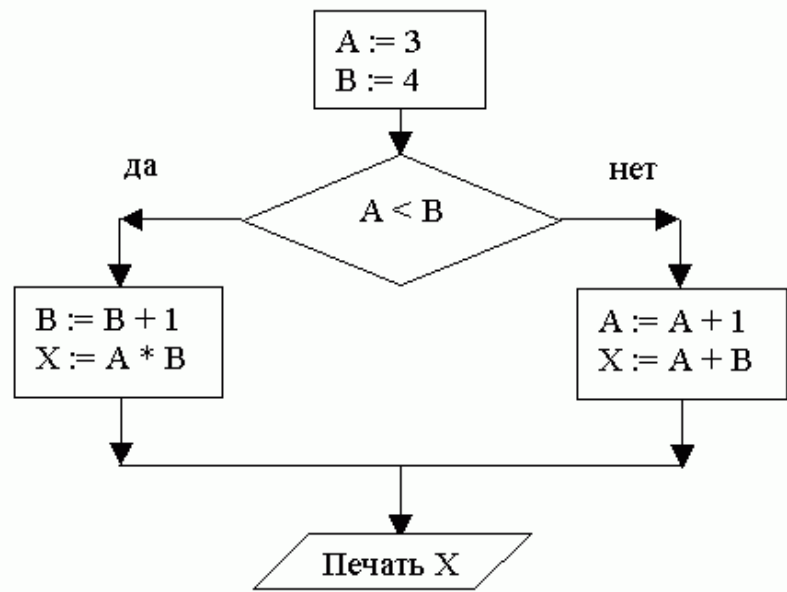 A := 3
B := 4
да
нет
A < B
B := B + 1
X := A * B
A := A + 1
X := A + B
Печать X